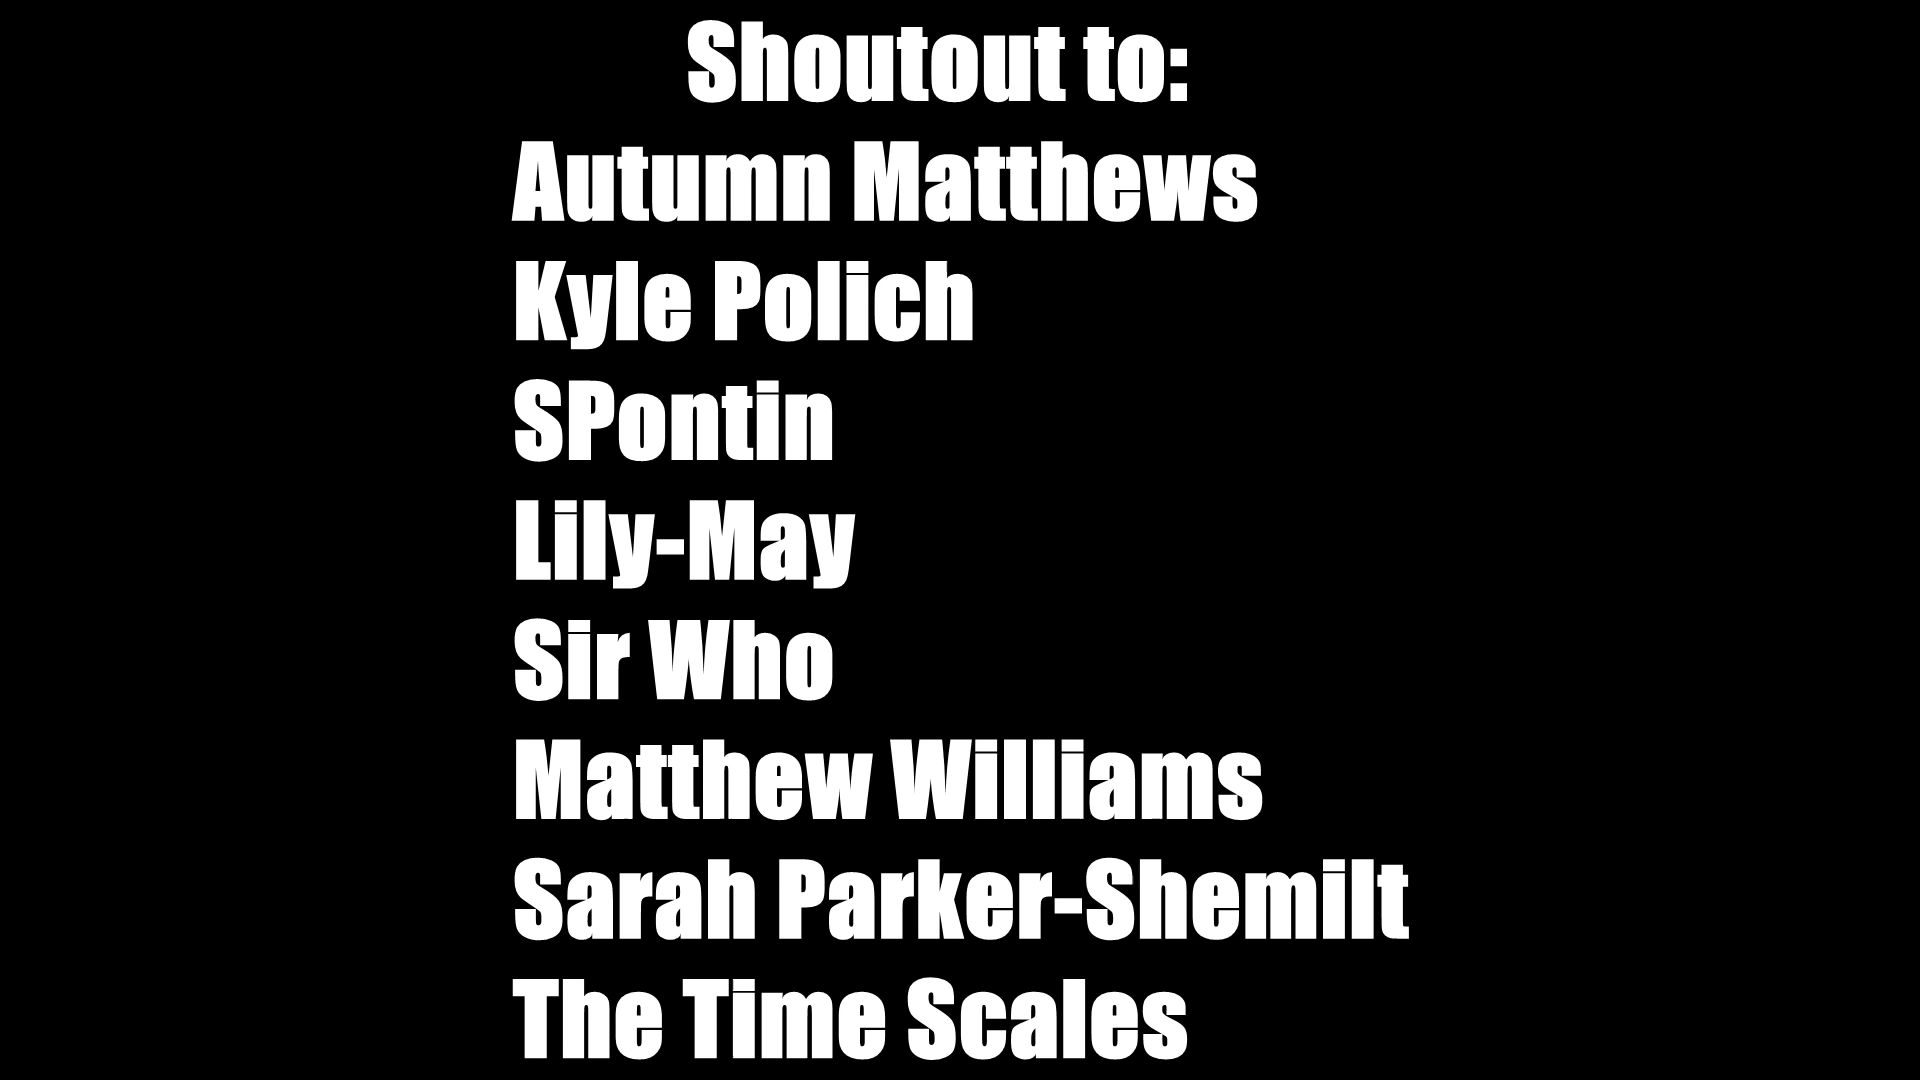 Shoutout to:
Autumn Matthews
Kyle Polich
SPontin
Lily-May
Sir Who
Matthew Williams
Sarah Parker-Shemilt
The Time Scales